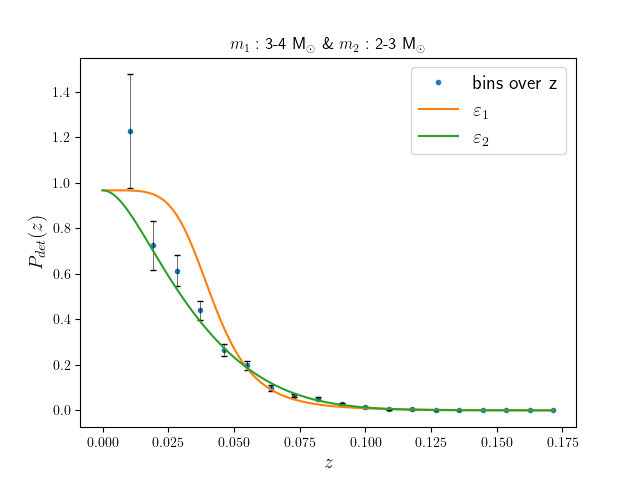 m₁ : 3-4 M☉ & m₂ : 2-3 M☉
bins over z
ε₁
ε₂
P_det(z)
1.4
1.2
1.0
0.8
0.6
0.4
0.2
0.0
0.000 0.025 0.050 0.075 0.100 0.125 0.150 0.175
z